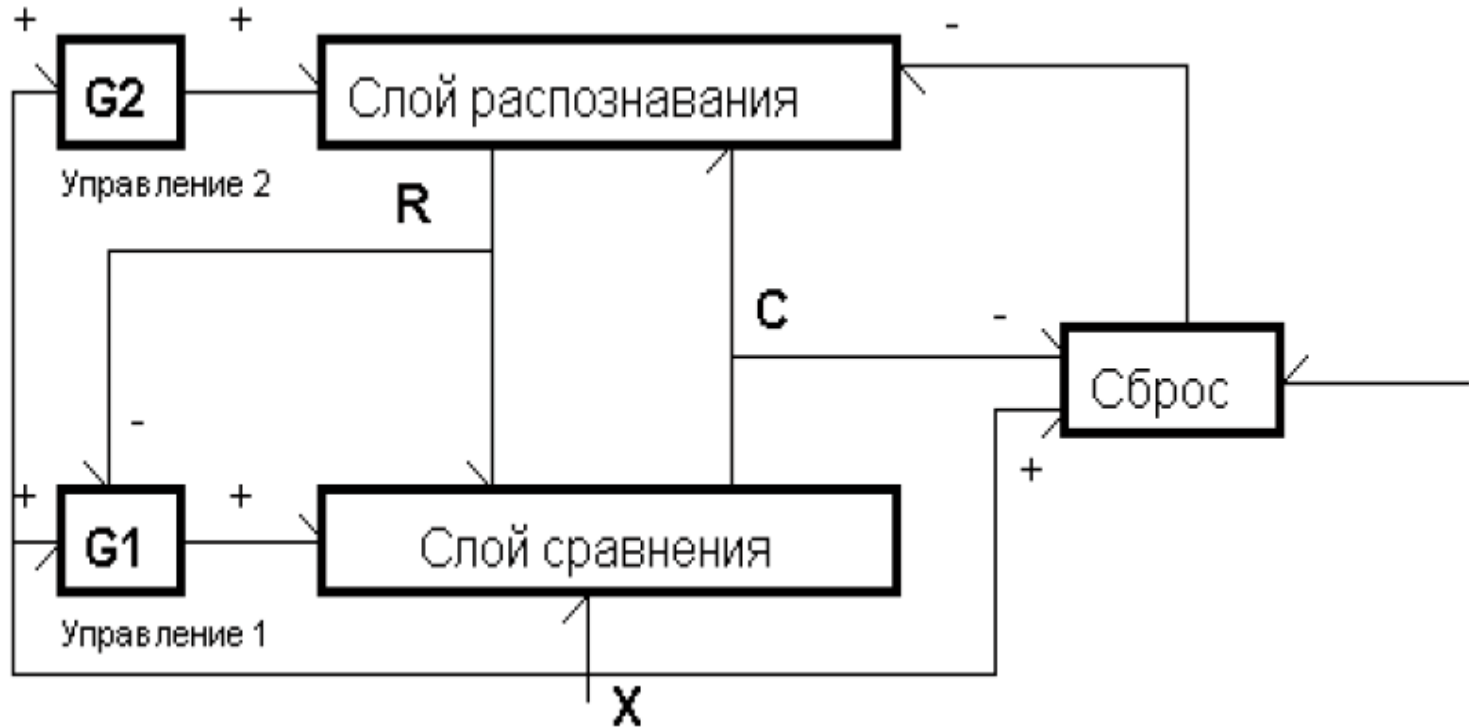 + + -
G2 Слой распознавания
Управление 2
R
C -
Сброс
-
+ + +
G1 Слой сравнения
Управление 1
X